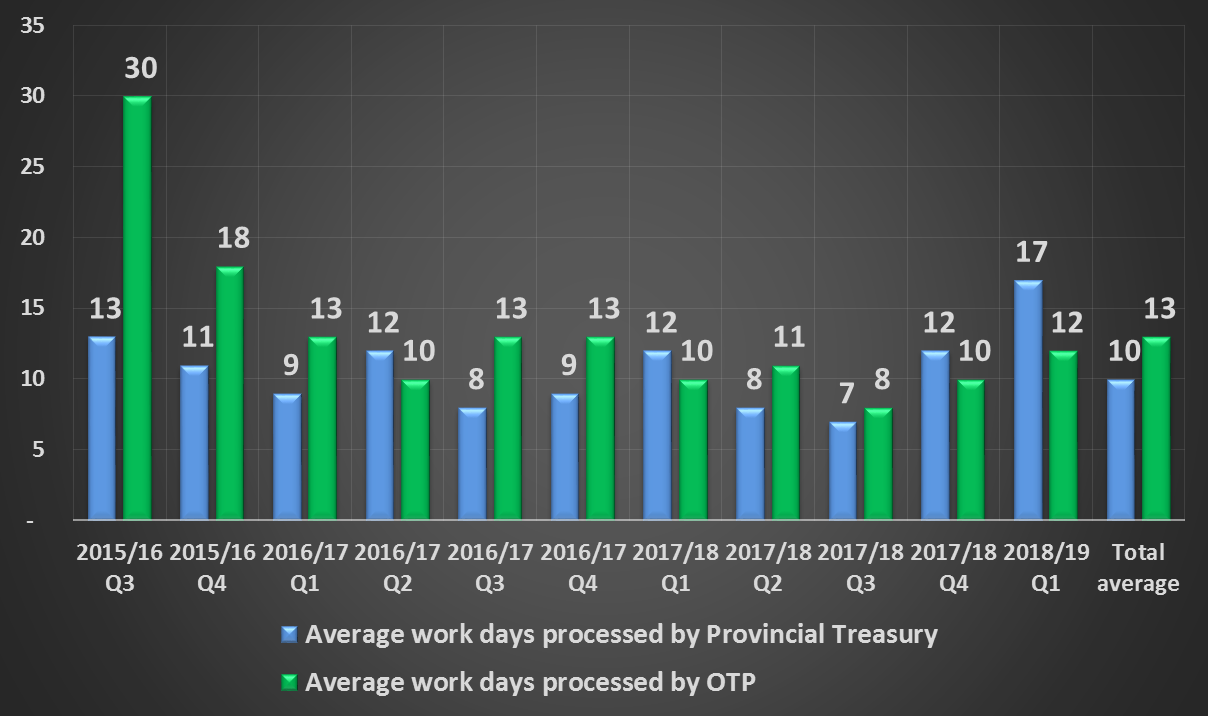 35
30
25
20
15
10
5
-
13
30
11
18
9
13
12
10
8
13
9
13
12
10
8
11
7
8
12
10
17
12
10
13
2015/16 Q3
2015/16 Q4
2016/17 Q1
2016/17 Q2
2016/17 Q3
2016/17 Q4
2017/18 Q1
2017/18 Q2
2017/18 Q3
2017/18 Q4
2018/19 Q1
Total average
Average work days processed by Provincial Treasury
Average work days processed by OTP